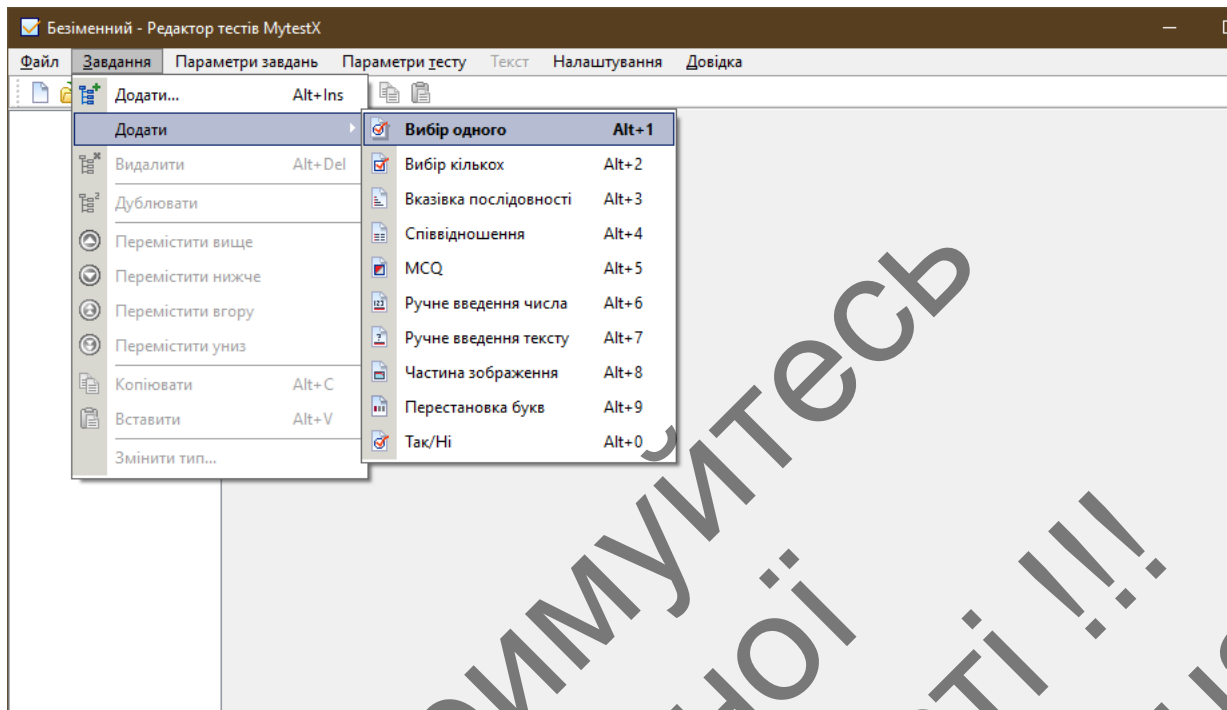 Безіменний - Редактор тестів MytestX
Файл Завдання Параметри завдань Параметри тесту Текст Налаштування Довідка
Додати... Alt+Ins
Додати
Видалити Alt+Del
Дублювати
Перемістити вище
Перемістити нижче
Перемістити вгору
Перемістити униз
Копіювати Alt+C
Вставити Alt+V
Змінити тип...
Вибір одного Alt+1
Вибір кількох Alt+2
Вказівка послідовності Alt+3
Співвідношення Alt+4
MCQ Alt+5
Ручне введення числа Alt+6
Ручне введення тексту Alt+7
Частина зображення Alt+8
Перестановка букв Alt+9
Так/Ні Alt+0